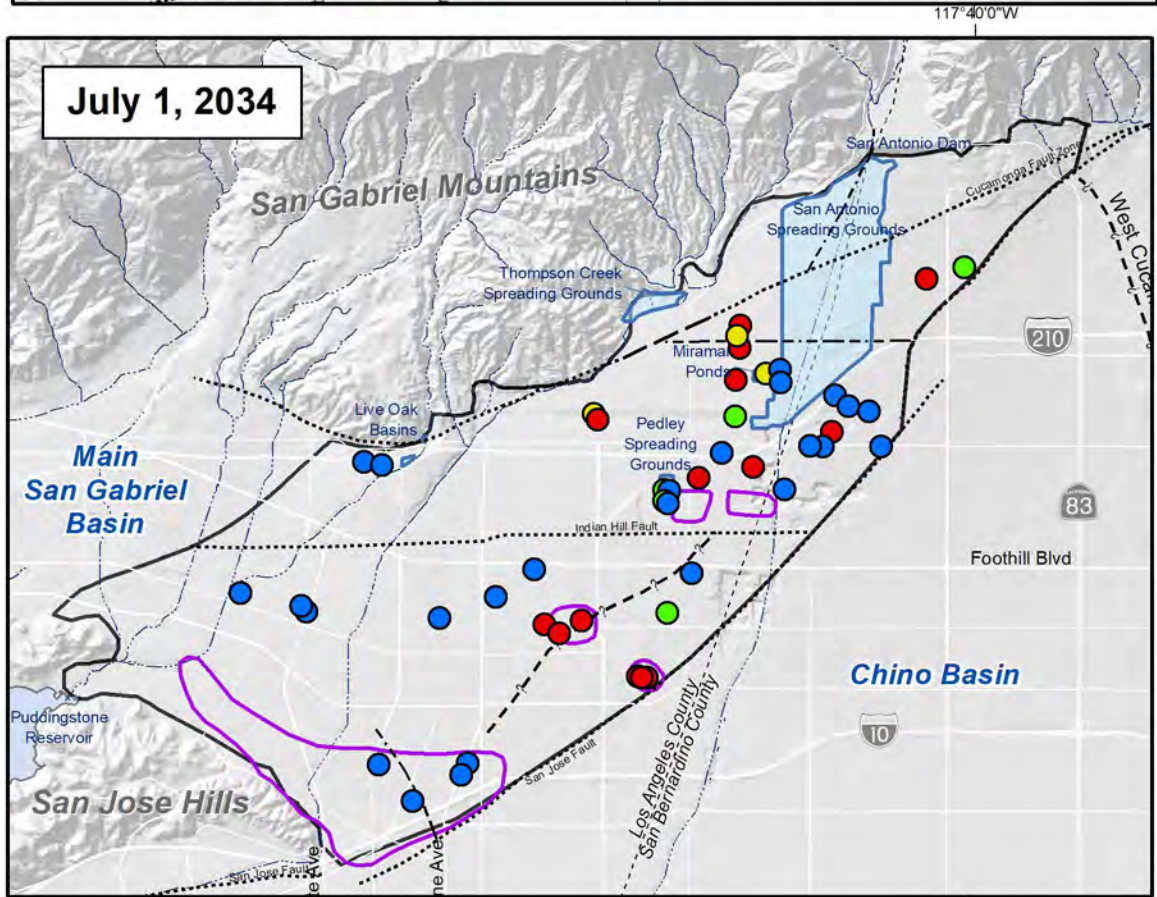 117°40'0"W
July 1, 2034
San Antonio Dam
Cucamonga Fault Zone
San Gabriel Mountains
San Antonio
Spreading Grounds
West Cucam
Thompson Creek
Spreading Grounds
210
Miramar
Ponds
Live Oak
Basins
Pedley
Spreading
Grounds
Main
San Gabriel
Basin
83
Indian Hill Fault
Foothill Blvd
?
?
?
?
?
Chino Basin
Los Angeles County
San Bernardino County
Puddingstone
Reservoir
10
San Jose Fault
San Jose Hills
San Jose Fault
te Ave
ne Ave